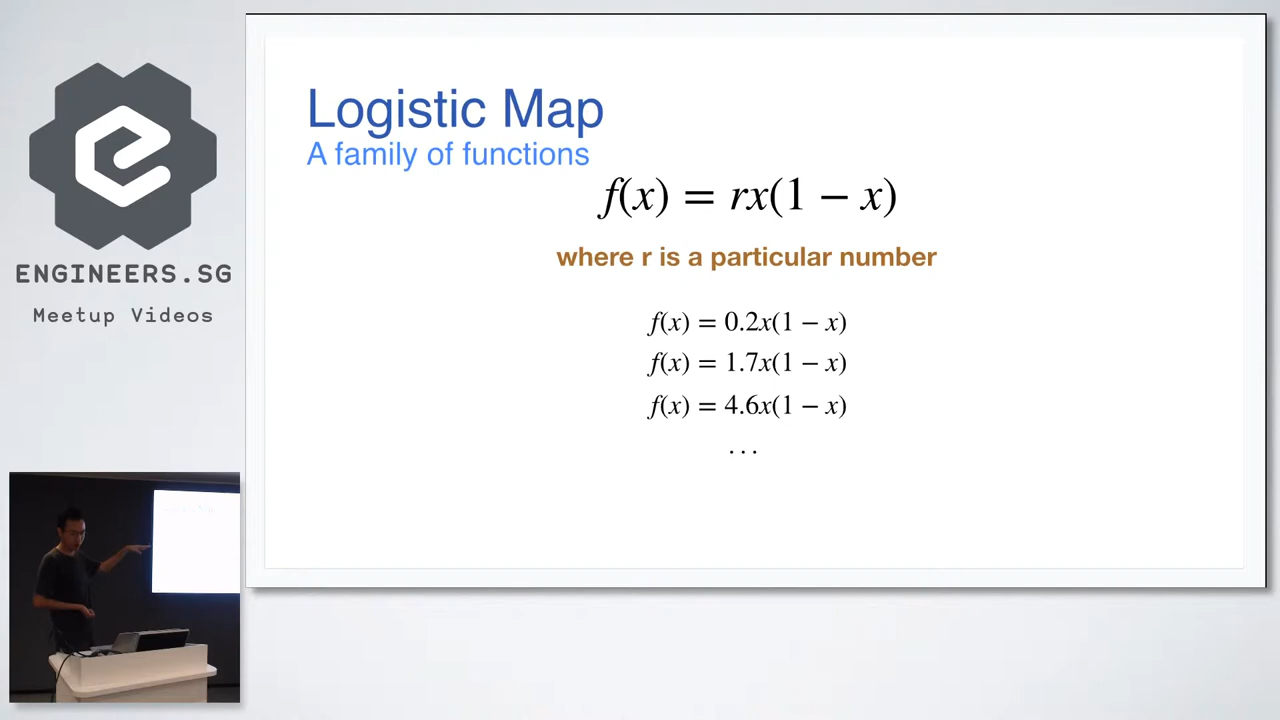 ENGINEERS.SG
Meetup Videos
Logistic Map
A family of functions
f(x) = rx(1 − x)
where r is a particular number
f(x) = 0.2x(1 − x)
f(x) = 1.7x(1 − x)
f(x) = 4.6x(1 − x)
...